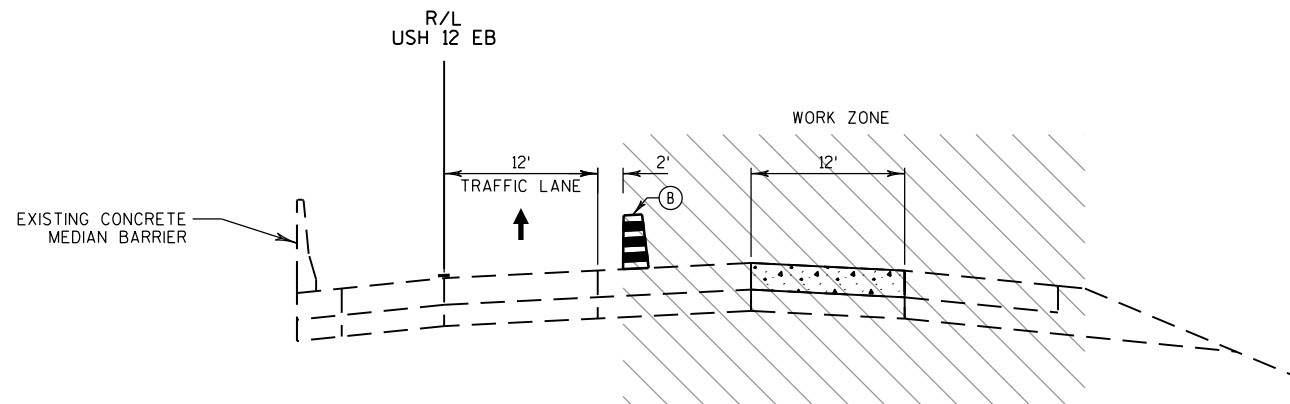 R/L
USH 12 EB
WORK ZONE
12'
2'
12'
TRAFFIC LANE
B
EXISTING CONCRETE
MEDIAN BARRIER